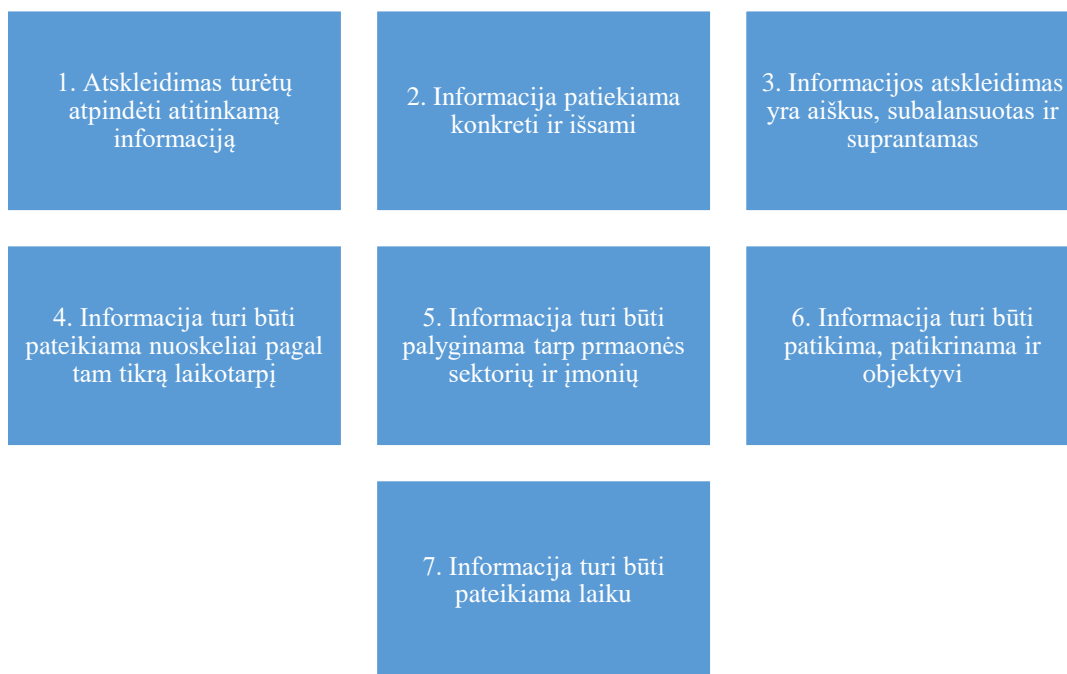 1. Atskleidimas turėtų
atpindėti atitinkamą
informaciją
2. Informacija patiekiama
konkreti ir išsami
3. Informacijos atskleidimas
yra aiškus, subalansuotas ir
suprantamas
4. Informacija turi būti
pateikiama nuoskeliai pagal
tam tikrą laikotarpį
5. Informacija turi būti
palyginama tarp prmaonės
sektorių ir įmonių
6. Informacija turi būti
patikima, patikrinama ir
objektyvi
7. Informacija turi būti
pateikiama laiku